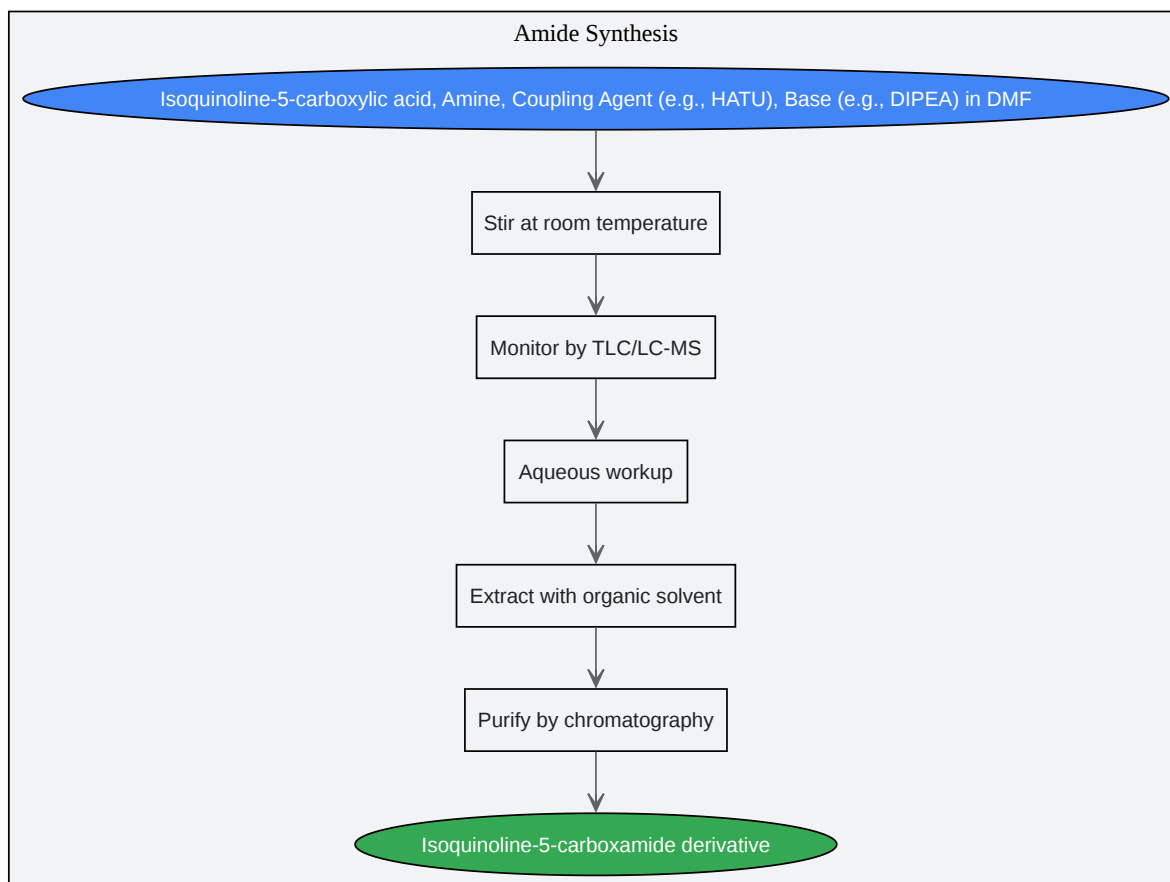 Amide Synthesis
Isoquinoline-5-carboxylic acid, Amine, Coupling Agent (e.g., HATU), Base (e.g., DIPEA) in DMF
Stir at room temperature
Monitor by TLC/LC-MS
Aqueous workup
Extract with organic solvent
Purify by chromatography
Isoquinoline-5-carboxamide derivative